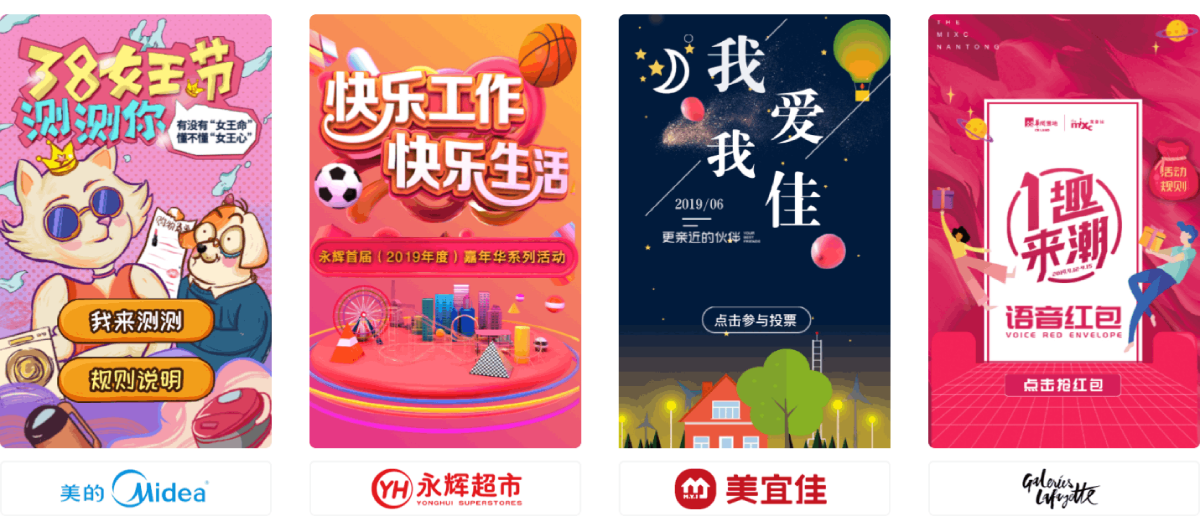 38女王节
测测你
有没有“女王命”
懂不懂“女王心”
我来测测
规则说明
美的 Midea
快乐工作
快乐生活
永辉首届（2019年度）嘉年华系列活动
YH 永辉超市
YONGHUI SUPERSTORES
我爱
我佳
2019/06
更亲近的伙伴
YOUR
BEST
FRIENDS
点击参与投票
美宜佳
THE
MIXC
NANTONG
活动
规则
1趣
来潮
语音红包
VOICE RED ENVELOPE
点击抢红包
Galeries
Lafayette